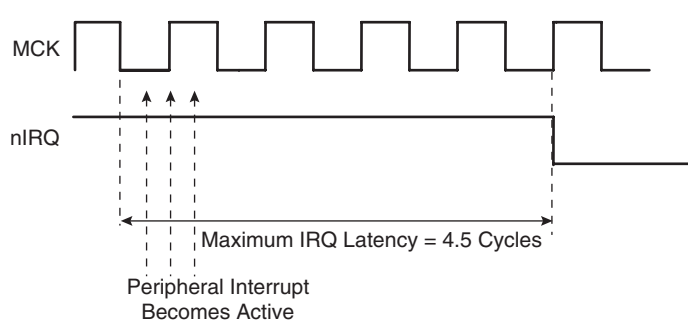 MCK
nIRQ
Maximum IRQ Latency = 4.5 Cycles
Peripheral Interrupt
Becomes Active